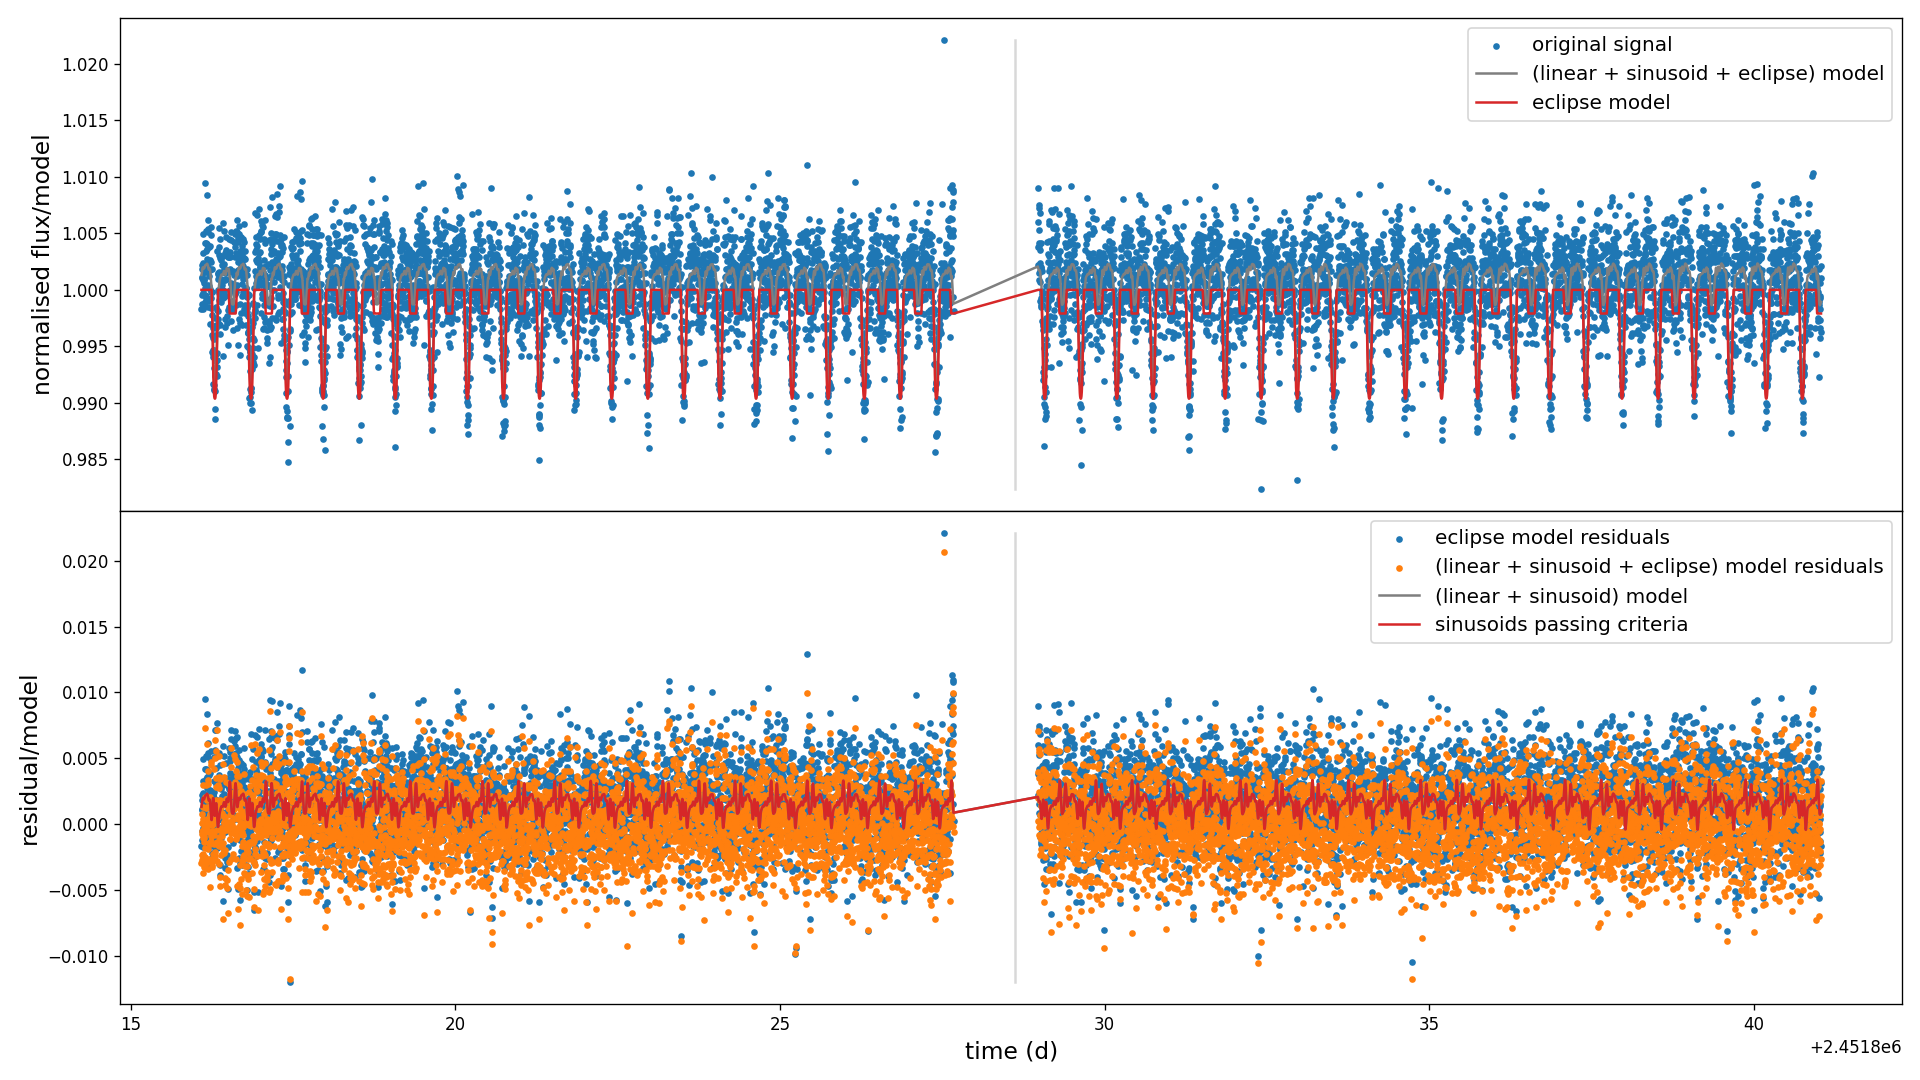 original signal
(linear + sinusoid + eclipse) model
eclipse model
1.020
1.015
1.010
1.005
1.000
0.995
0.990
0.985
normalised flux/model
eclipse model residuals
(linear + sinusoid + eclipse) model residuals
(linear + sinusoid) model
sinusoids passing criteria
0.020
0.015
0.010
0.005
0.000
−0.005
−0.010
residual/model
15
20
25
30
35
40
time (d)
+2.4518e6